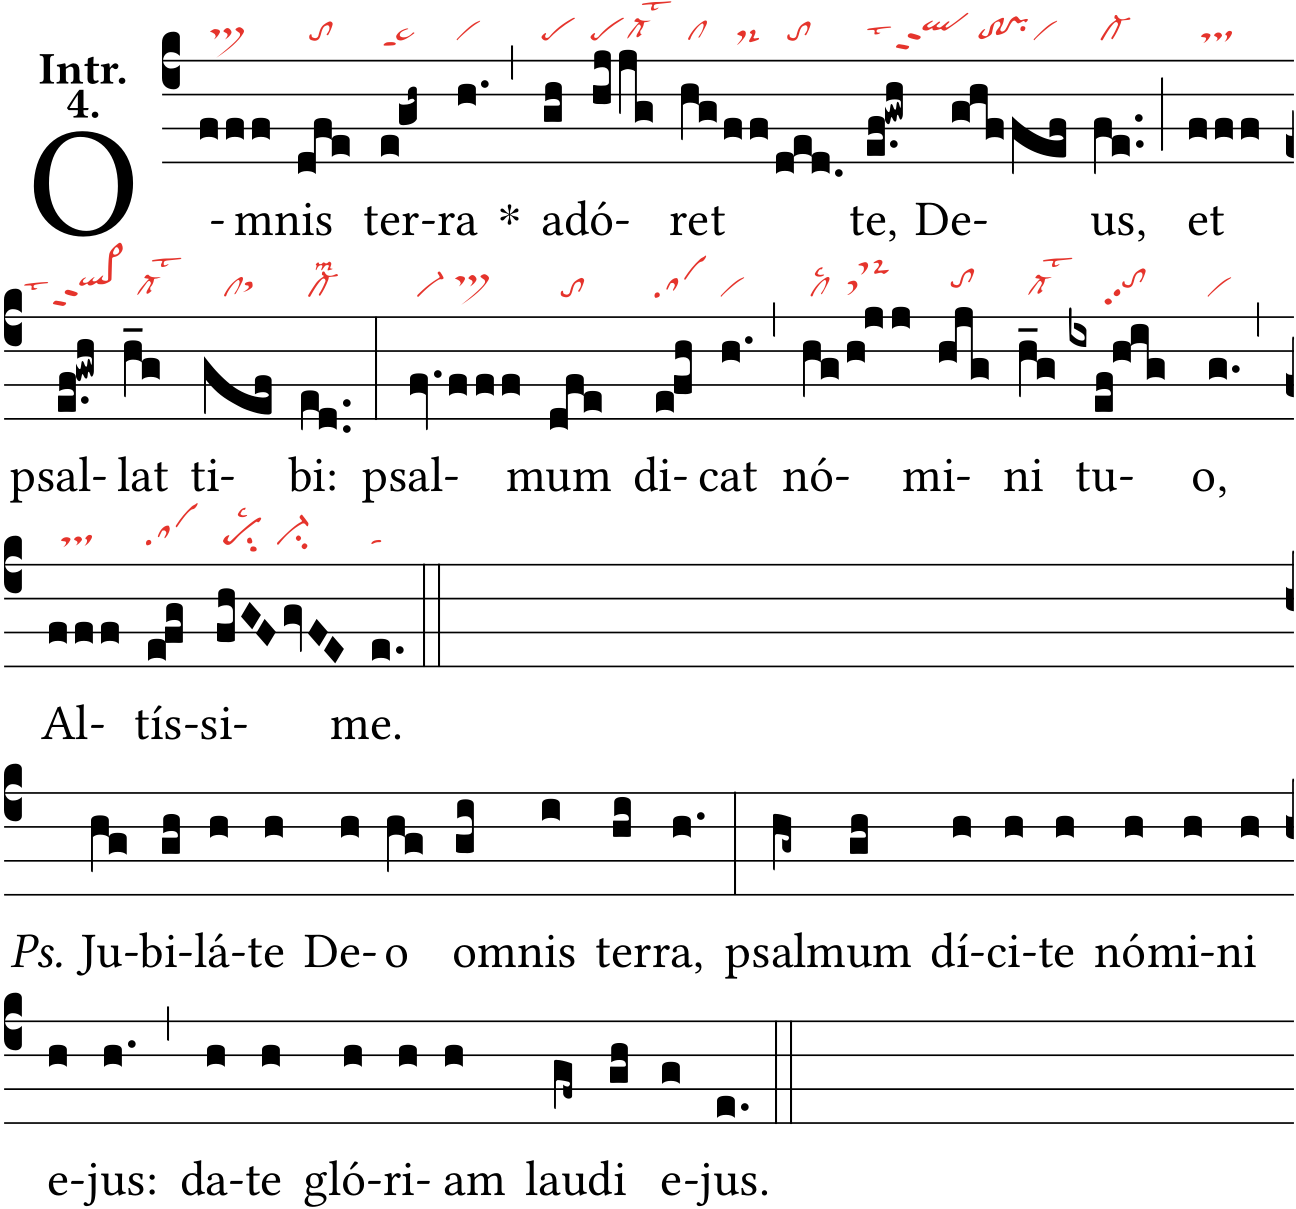 Intr.
4.
O-mnis ter-ra * adó-ret te, De-us, et
psal-lat ti-bi: psal-mum di-cat nó-mi-ni tu-o,
Al-tís-si-me.
Ps. Ju-bi-lá-te De-o omnis terra, psalmum dí-ci-te nómi-ni
e-jus: da-te gló-ri-am laudi e-jus.